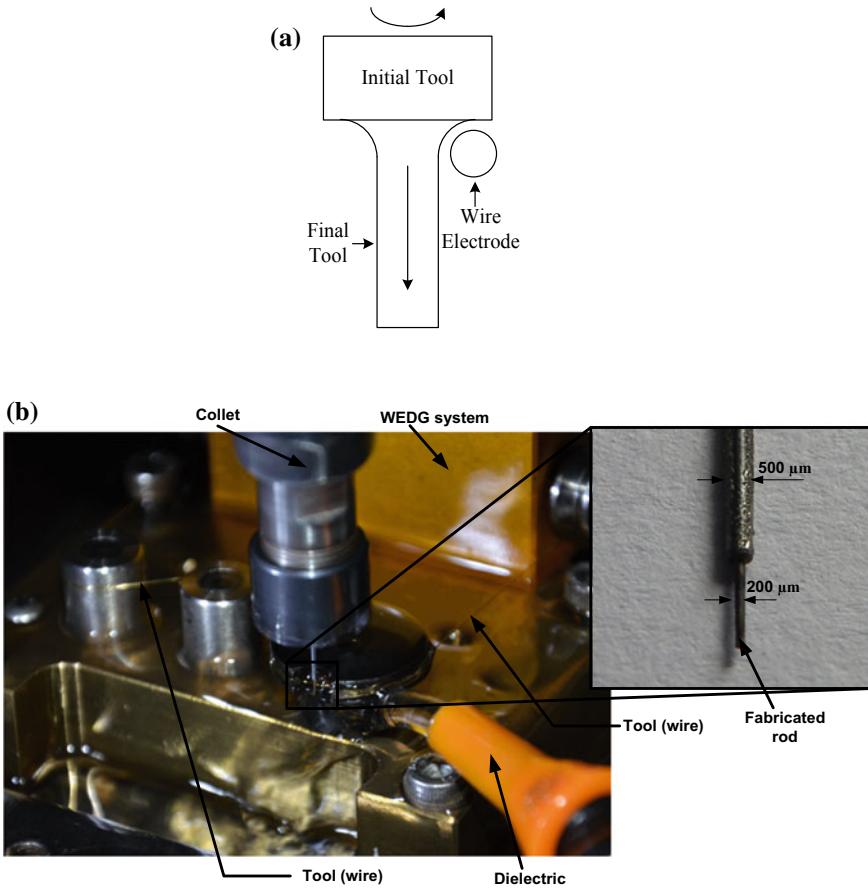 (a)
Initial Tool
Final
Tool
Wire
Electrode
(b)
Collet
WEDG system
500 µm
200 µm
Tool (wire)
Fabricated
rod
Tool (wire)
Dielectric